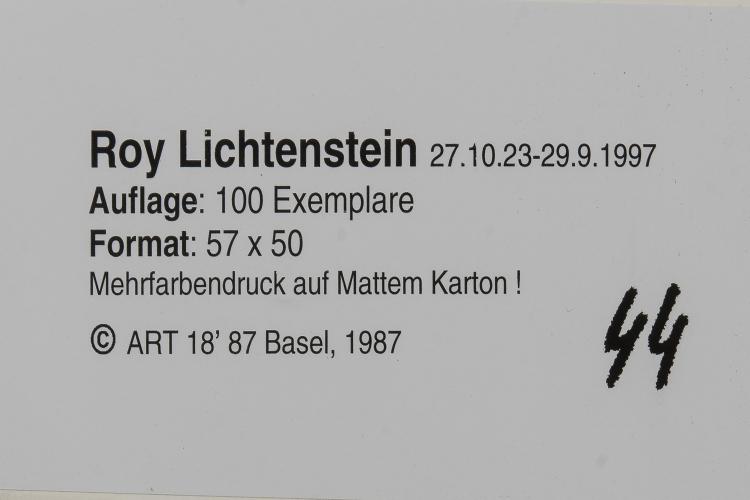 Roy Lichtenstein 27.10.23-29.9.1997
Auflage: 100 Exemplare
Format: 57 x 50
Mehrfarbendruck auf Mattem Karton !
© ART 18' 87 Basel, 1987
44